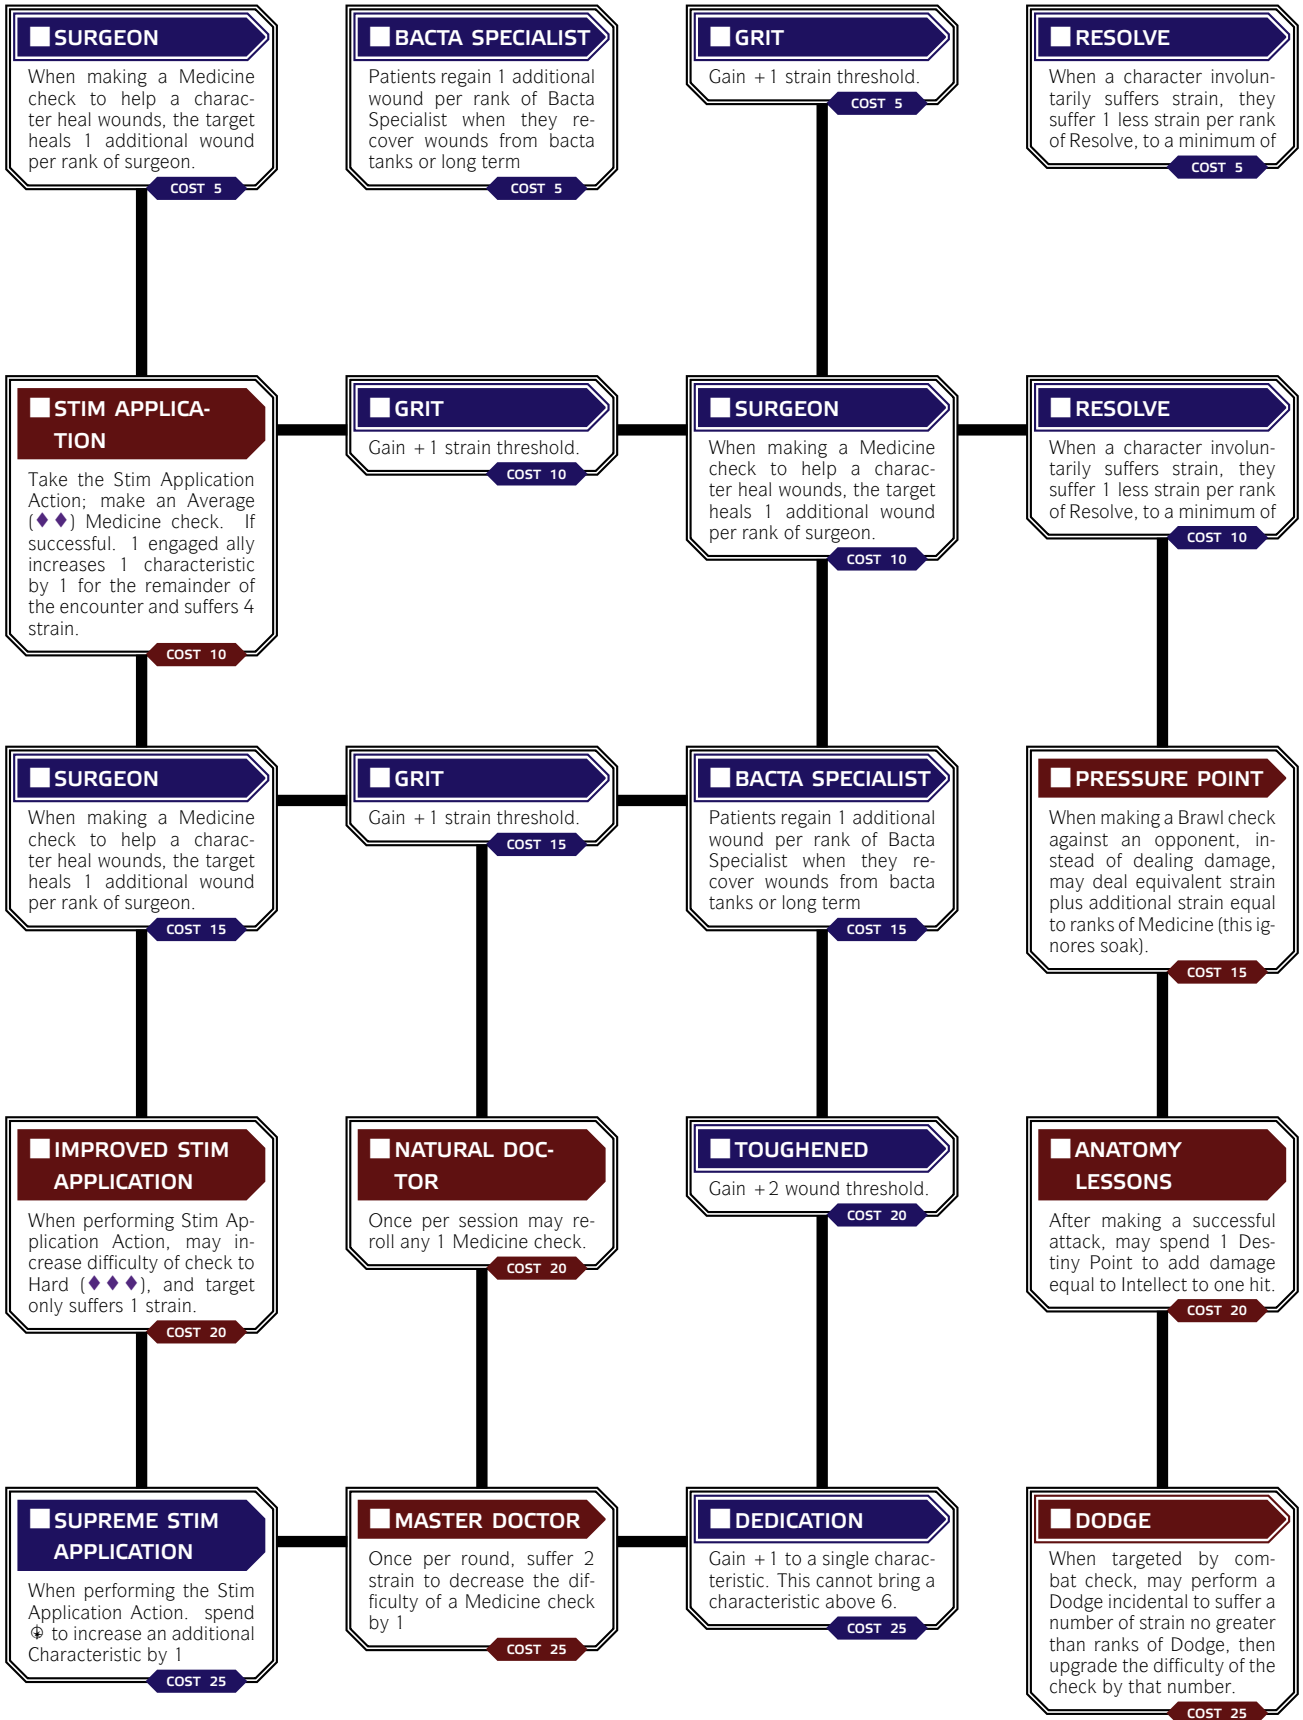 SURGEON
When making a Medicine
check to help a charac-
ter heal wounds, the target
heals 1 additional wound
per rank of surgeon.
COST 5
BACTA SPECIALIST
Patients regain 1 additional
wound per rank of Bacta
Specialist when they re-
cover wounds from bacta
tanks or long term
COST 5
GRIT
Gain +1 strain threshold.
COST 5
RESOLVE
When a character involun-
tarily suffers strain, they
suffer 1 less strain per rank
of Resolve, to a minimum of
COST 5
STIM APPLICA-
TION
Take the Stim Application
Action; make an Average
(♦♦) Medicine check. If
successful. 1 engaged ally
increases 1 characteristic
by 1 for the remainder of
the encounter and suffers 4
strain.
COST 10
GRIT
Gain +1 strain threshold.
COST 10
SURGEON
When making a Medicine
check to help a charac-
ter heal wounds, the target
heals 1 additional wound
per rank of surgeon.
COST 10
RESOLVE
When a character involun-
tarily suffers strain, they
suffer 1 less strain per rank
of Resolve, to a minimum of
COST 10
SURGEON
When making a Medicine
check to help a charac-
ter heal wounds, the target
heals 1 additional wound
per rank of surgeon.
COST 15
GRIT
Gain +1 strain threshold.
COST 15
BACTA SPECIALIST
Patients regain 1 additional
wound per rank of Bacta
Specialist when they re-
cover wounds from bacta
tanks or long term
COST 15
PRESSURE POINT
When making a Brawl check
against an opponent, in-
stead of dealing damage,
may deal equivalent strain
plus additional strain equal
to ranks of Medicine (this ig-
nores soak).
COST 15
IMPROVED STIM
APPLICATION
When performing Stim Ap-
plication Action, may in-
crease difficulty of check to
Hard (♦♦♦), and target
only suffers 1 strain.
COST 20
NATURAL DOC-
TOR
Once per session may re-
roll any 1 Medicine check.
COST 20
TOUGHENED
Gain +2 wound threshold.
COST 20
ANATOMY
LESSONS
After making a successful
attack, may spend 1 Des-
tiny Point to add damage
equal to Intellect to one hit.
COST 20
SUPREME STIM
APPLICATION
When performing the Stim
Application Action. spend
to increase an additional
Characteristic by 1
COST 25
MASTER DOCTOR
Once per round, suffer 2
strain to decrease the dif-
ficulty of a Medicine check
by 1
COST 25
DEDICATION
Gain +1 to a single charac-
teristic. This cannot bring a
characteristic above 6.
COST 25
DODGE
When targeted by com-
bat check, may perform a
Dodge incidental to suffer a
number of strain no greater
than ranks of Dodge, then
upgrade the difficulty of the
check by that number.
COST 25